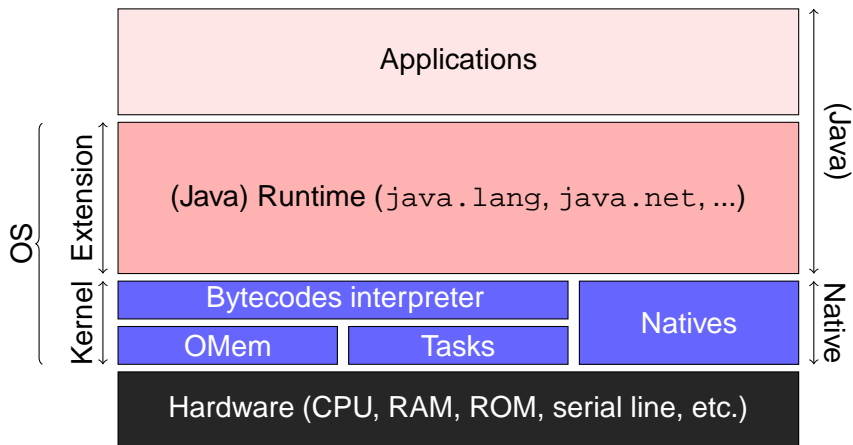 Applications
(Java)
OS
Extension
(Java) Runtime (java.lang, java.net, ...)
Kernel
Bytecodes interpreter
Natives
Native
OMem
Tasks
Hardware (CPU, RAM, ROM, serial line, etc.)